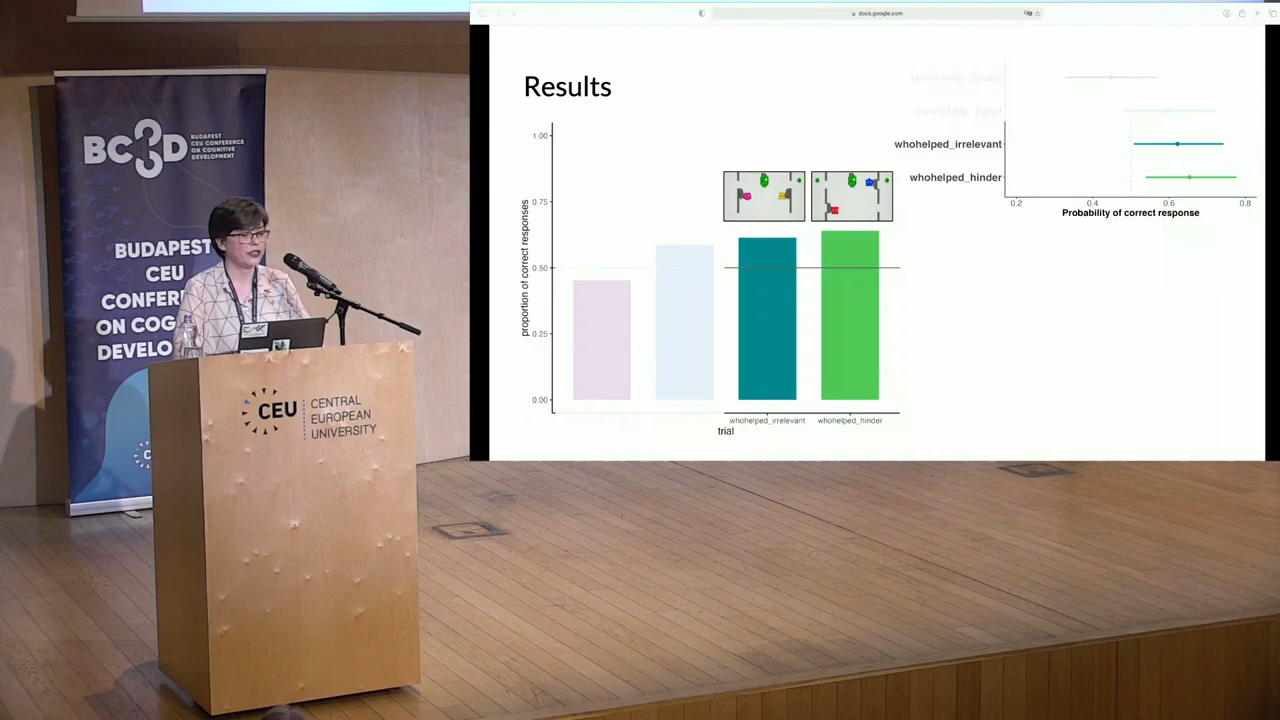 docs.google.com
Results
1.00
0.75
0.50
0.25
0.00
proportion of correct responses
whohelped_irrelevant
whohelped_hinder
trial
whohelped_irrelevant
whohelped_hinder
0.2
0.4
0.6
0.8
Probability of correct response
BC3D
BUDAPEST
CEU CONFERENCE
ON COGNITIVE
DEVELOPMENT
BUDAPEST
CEU
CONFER
ON COG
DEVELO
CEU
CENTRAL
EUROPEAN
UNIVERSITY